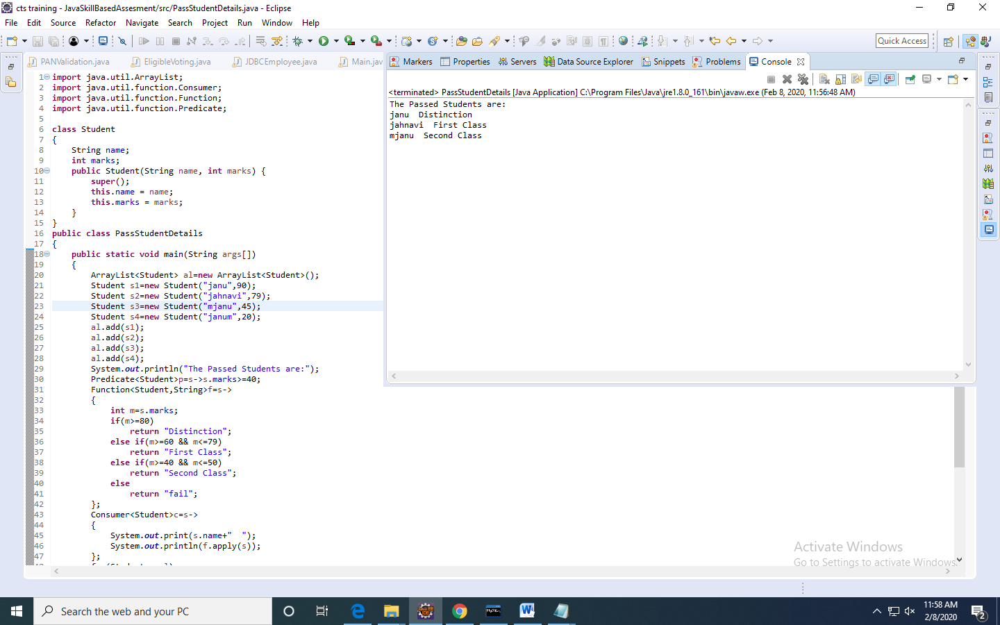 cts training - JavaSkillBasedAssesment/src/PassStudentDetails.java - Eclipse
File Edit Source Refactor Navigate Search Project Run Window Help
Quick Access
PANValidation.java EligibleVoting.java JDBCEmployee.java Main.jav
Markers Properties Servers Data Source Explorer Snippets Problems Console
<terminated> PassStudentDetails [Java Application] C:\Program Files\Java\jre1.8.0_161\bin\javaw.exe (Feb 8, 2020, 11:56:48 AM)
The Passed Students are:
janu  Distinction
jahnavi  First Class
mjanu  Second Class
1 import java.util.ArrayList;
2 import java.util.function.Consumer;
3 import java.util.function.Function;
4 import java.util.function.Predicate;
5
6 class Student
7 {
8     String name;
9     int marks;
10     public Student(String name, int marks) {
11         super();
12         this.name = name;
13         this.marks = marks;
14     }
15 }
16 public class PassStudentDetails
17 {
18     public static void main(String args[])
19     {
20         ArrayList<Student> al=new ArrayList<Student>();
21         Student s1=new Student("janu",90);
22         Student s2=new Student("jahnavi",79);
23         Student s3=new Student("mjanu",45);
24         Student s4=new Student("janum",20);
25         al.add(s1);
26         al.add(s2);
27         al.add(s3);
28         al.add(s4);
29         System.out.println("The Passed Students are:");
30         Predicate<Student>p=s->s.marks>=40;
31         Function<Student,String>f=s->
32         {
33             int m=s.marks;
34             if(m>=80)
35                 return "Distinction";
36             else if(m>=60 && m<=79)
37                 return "First Class";
38             else if(m>=40 && m<=50)
39                 return "Second Class";
40             else
41                 return "fail";
42         };
43         Consumer<Student>c=s->
44         {
45             System.out.print(s.name+"  ");
46             System.out.println(f.apply(s));
47         };
Activate Windows
Go to Settings to activate Windows.
Search the web and your PC
11:58 AM
2/8/2020
2